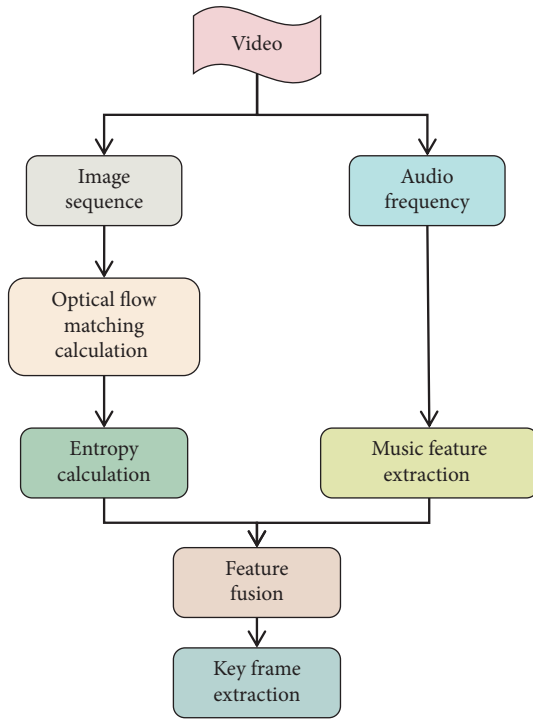 Video
Image
sequence
Audio
frequency
Optical flow
matching
calculation
Entropy
calculation
Music feature
extraction
Feature
fusion
Key frame
extraction